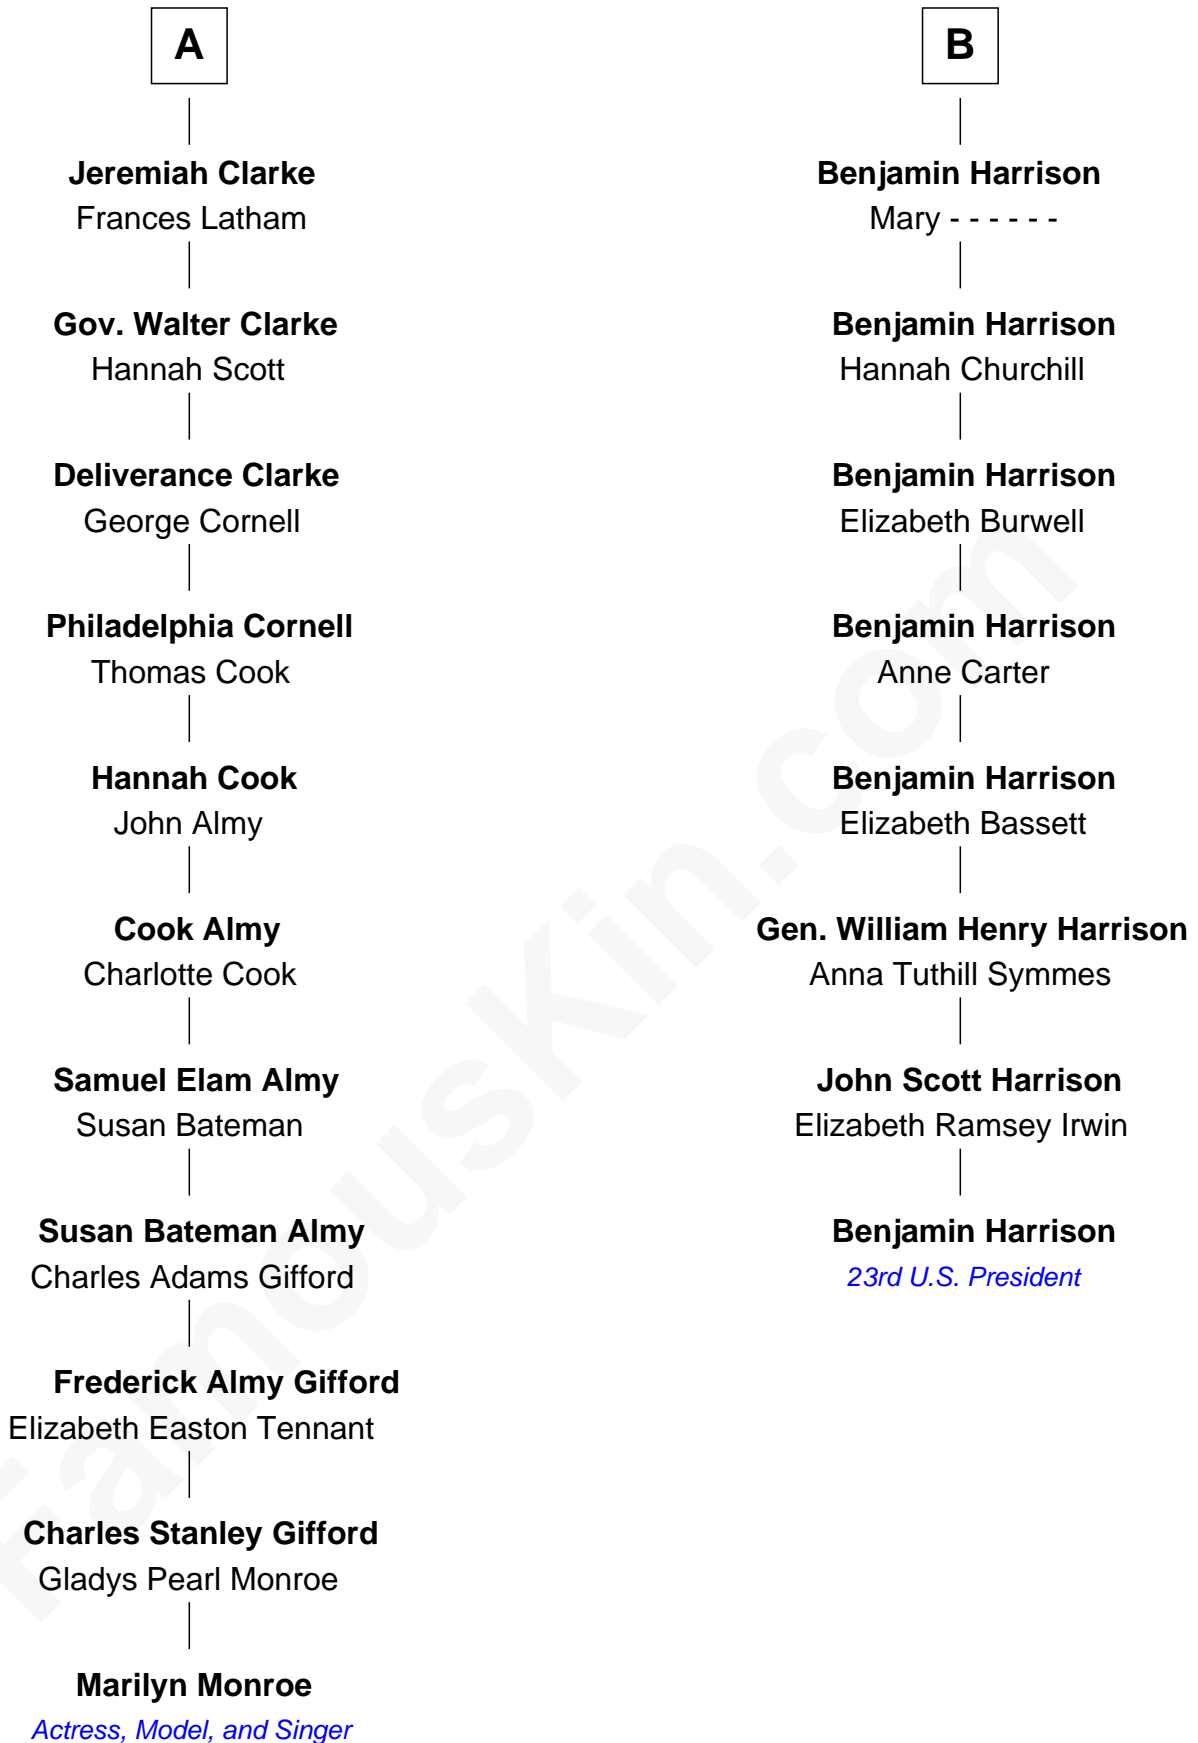 A
Jeremiah Clarke
Frances Latham
Gov. Walter Clarke
Hannah Scott
Deliverance Clarke
George Cornell
Philadelphia Cornell
Thomas Cook
Hannah Cook
John Almy
Cook Almy
Charlotte Cook
Samuel Elam Almy
Susan Bateman
Susan Bateman Almy
Charles Adams Gifford
Frederick Almy Gifford
Elizabeth Easton Tennant
Charles Stanley Gifford
Gladys Pearl Monroe
Marilyn Monroe
Actress, Model, and Singer
B
Benjamin Harrison
Mary - - - - - -
Benjamin Harrison
Hannah Churchill
Benjamin Harrison
Elizabeth Burwell
Benjamin Harrison
Anne Carter
Benjamin Harrison
Elizabeth Bassett
Gen. William Henry Harrison
Anna Tuthill Symmes
John Scott Harrison
Elizabeth Ramsey Irwin
Benjamin Harrison
23rd U.S. President
FamousKin.com